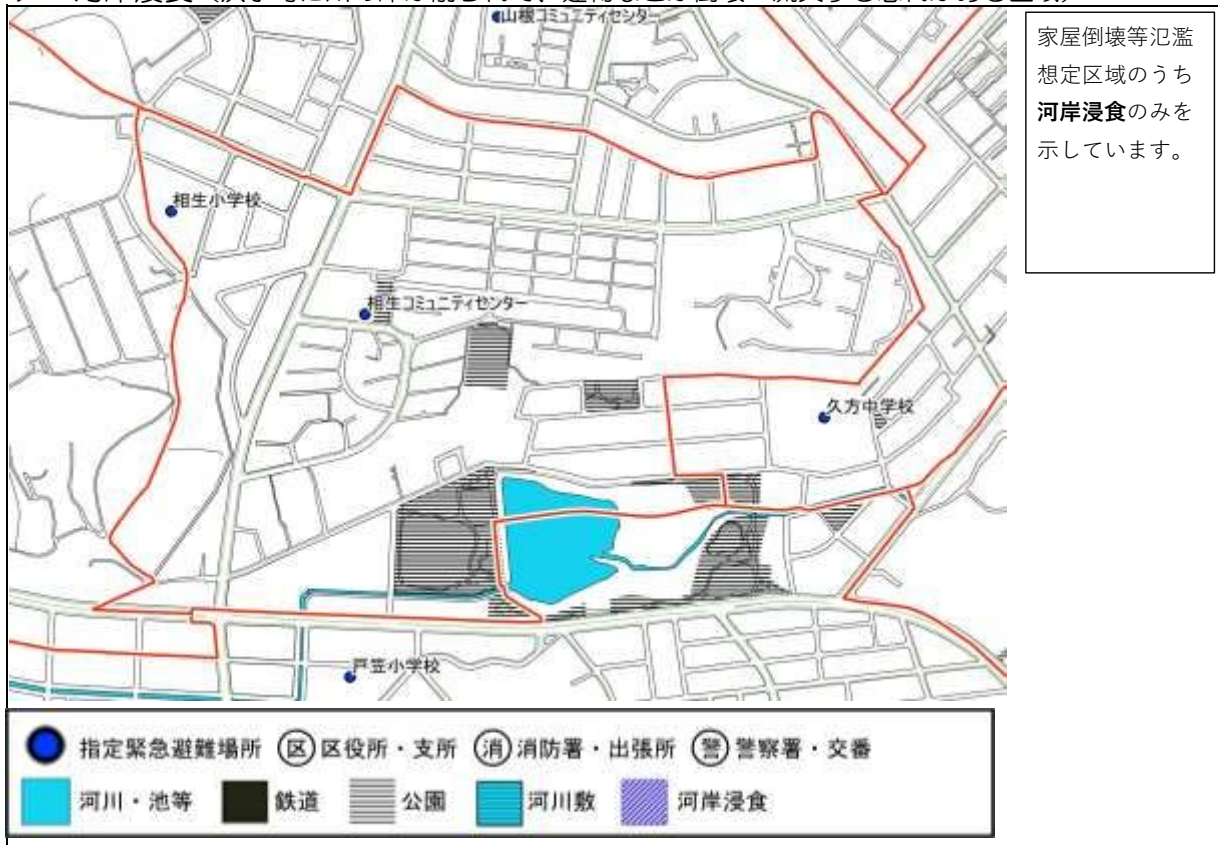 山根コミュニティセンター
家屋倒壊等氾濫
想定区域のうち
河岸浸食のみを
示しています。
相生小学校
相生コミュニティセンター
久方中学校
戸笠小学校
指定緊急避難場所 区 区役所・支所 消 消防署・出張所 警 警察署・交番
河川・池等 鉄道 公園 河川敷 河岸浸食